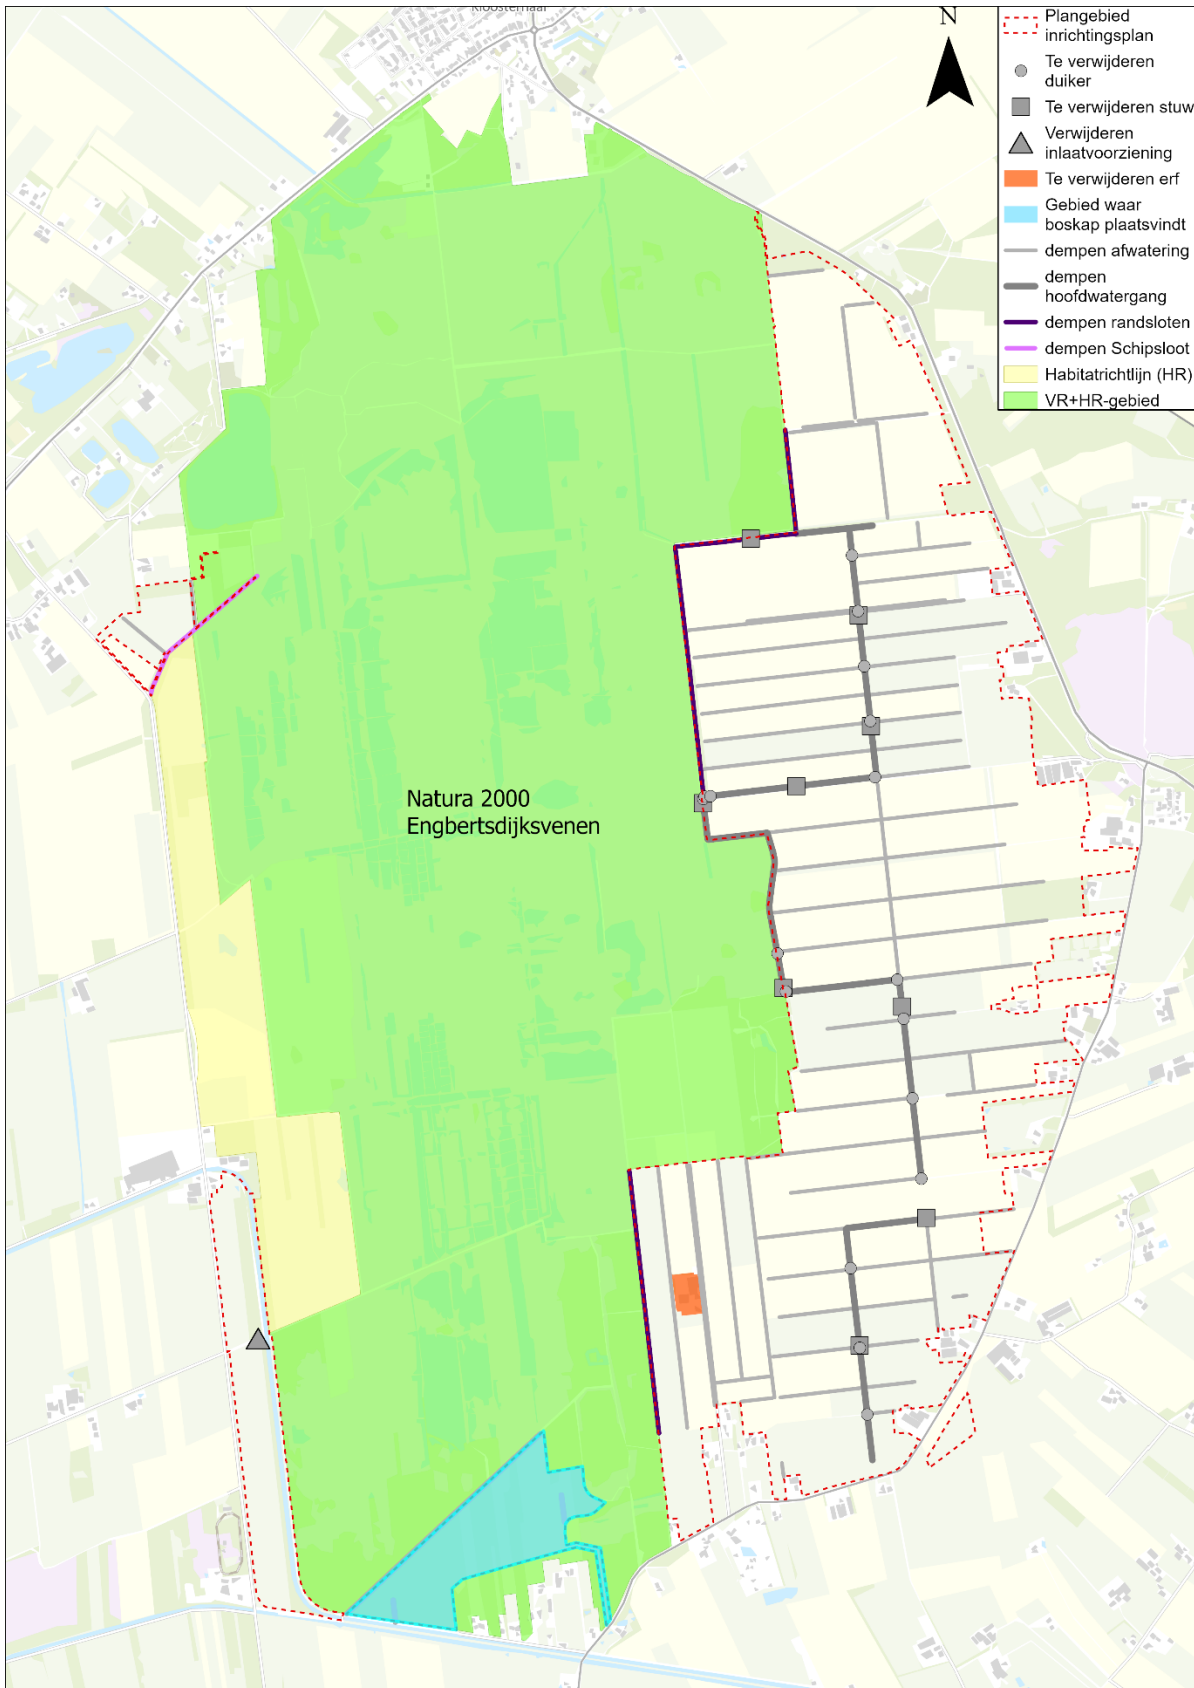 Kloosterhaar
N
Plangebied
inrichtingsplan
Te verwijderen
duiker
Te verwijderen stuw
Verwijderen
inlaatvoorziening
Te verwijderen erf
Gebied waar
boskap plaatsvindt
dempen afwatering
dempen
hoofdwatergang
dempen randsloten
dempen Schipsloot
Habitatrichtlijn (HR)
VR+HR-gebied
Natura 2000
Engbertsdijksvenen